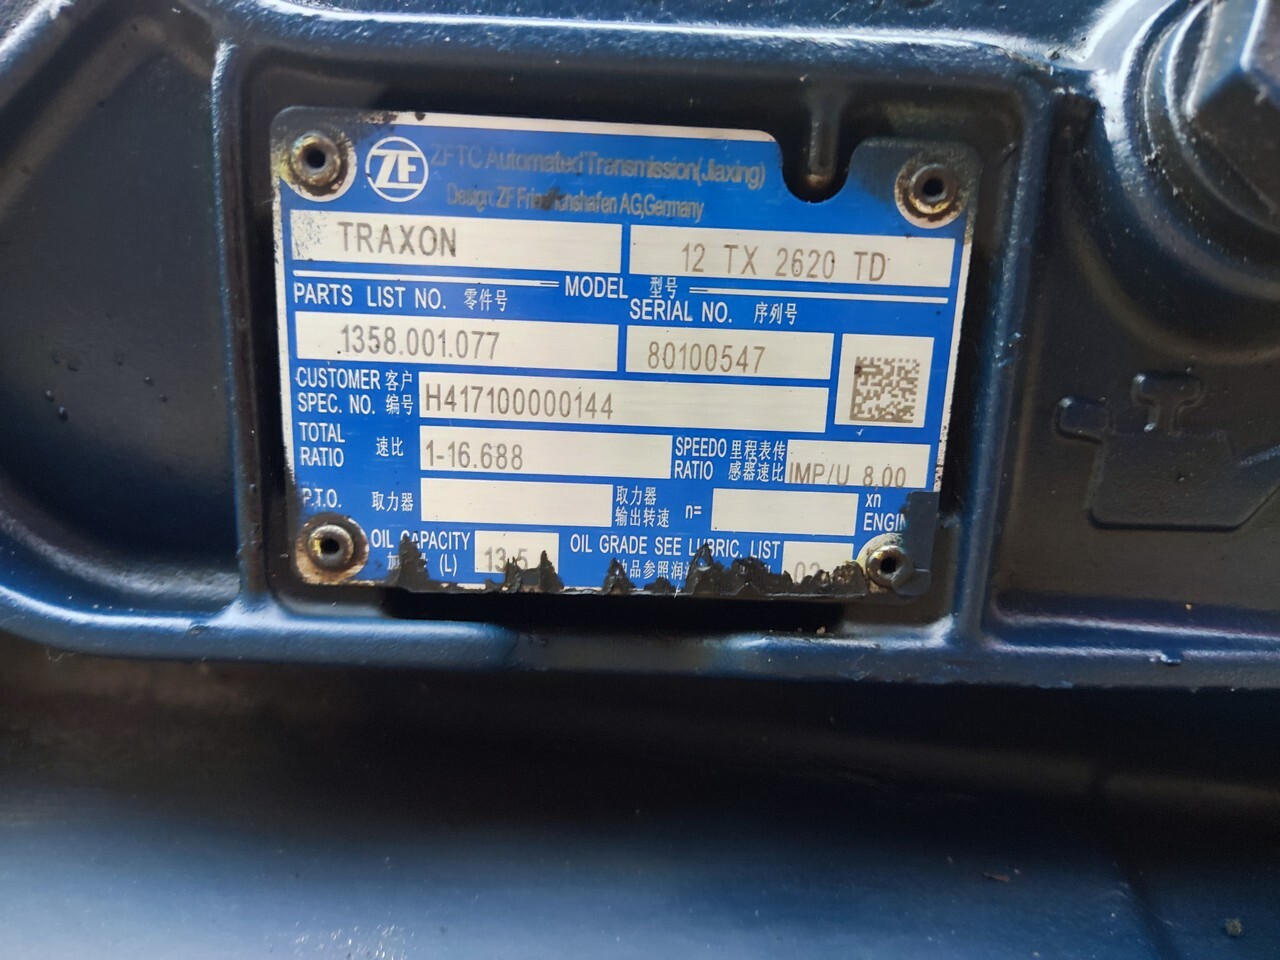 ZF ZFTC Automated Transmission(Jiaxing)
Design: ZF Friedrichshafen AG,Germany
TRAXON 12 TX 2620 TD
MODEL 型号
PARTS LIST NO. 零件号 SERIAL NO. 序列号
1358.001.077 80100547
CUSTOMER 客户
SPEC. NO. 编号 H417100000144
TOTAL RATIO 速比 1-16.688 SPEEDO RATIO 里程表传感器速比 IMP/U 8.00
P.T.O. 取力器 取力器输出转速 n= xn
OIL CAPACITY (L) 13.5 OIL GRADE SEE LUBRIC. LIST